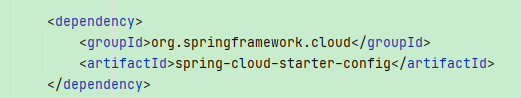 <dependency>
    <groupId>org.springframework.cloud</groupId>
    <artifactId>spring-cloud-starter-config</artifactId>
</dependency>